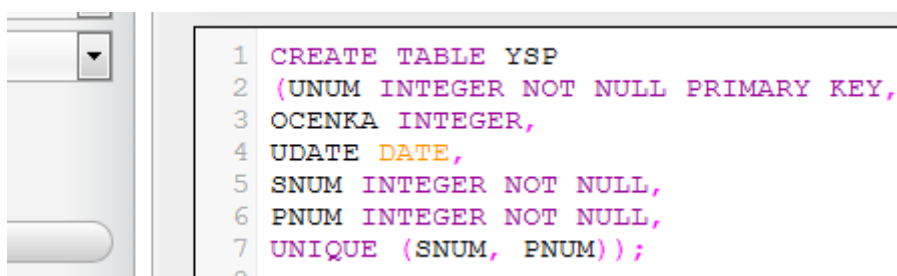 1 CREATE TABLE YSP
2 (UNUM INTEGER NOT NULL PRIMARY KEY,
3 OCENKA INTEGER,
4 UDATE DATE,
5 SNUM INTEGER NOT NULL,
6 PNUM INTEGER NOT NULL,
7 UNIQUE (SNUM, PNUM));